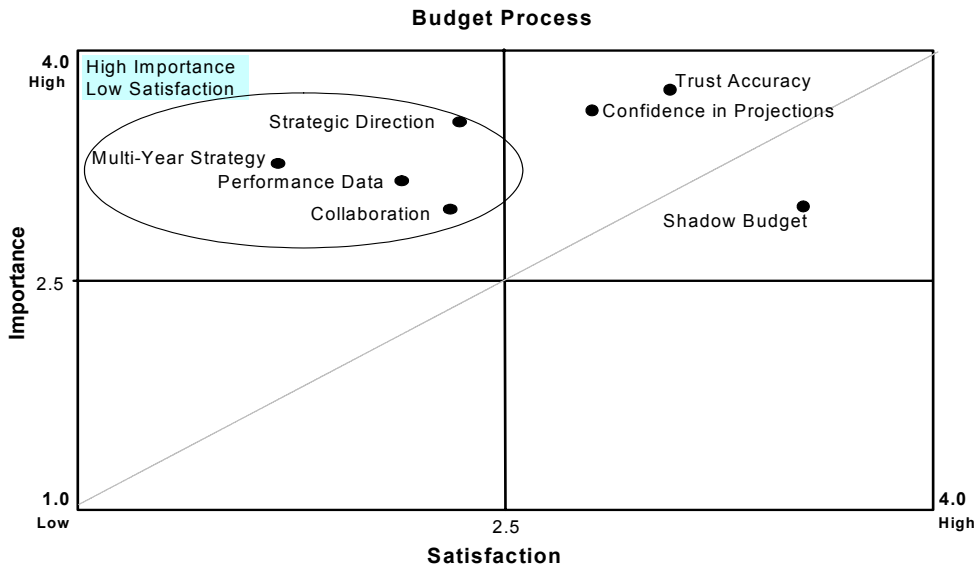 Budget Process
4.0
High
High Importance
Low Satisfaction
Trust Accuracy
Confidence in Projections
Strategic Direction
Multi-Year Strategy
Performance Data
Collaboration
Shadow Budget
Importance
2.5
1.0
Low
2.5
4.0
High
Satisfaction